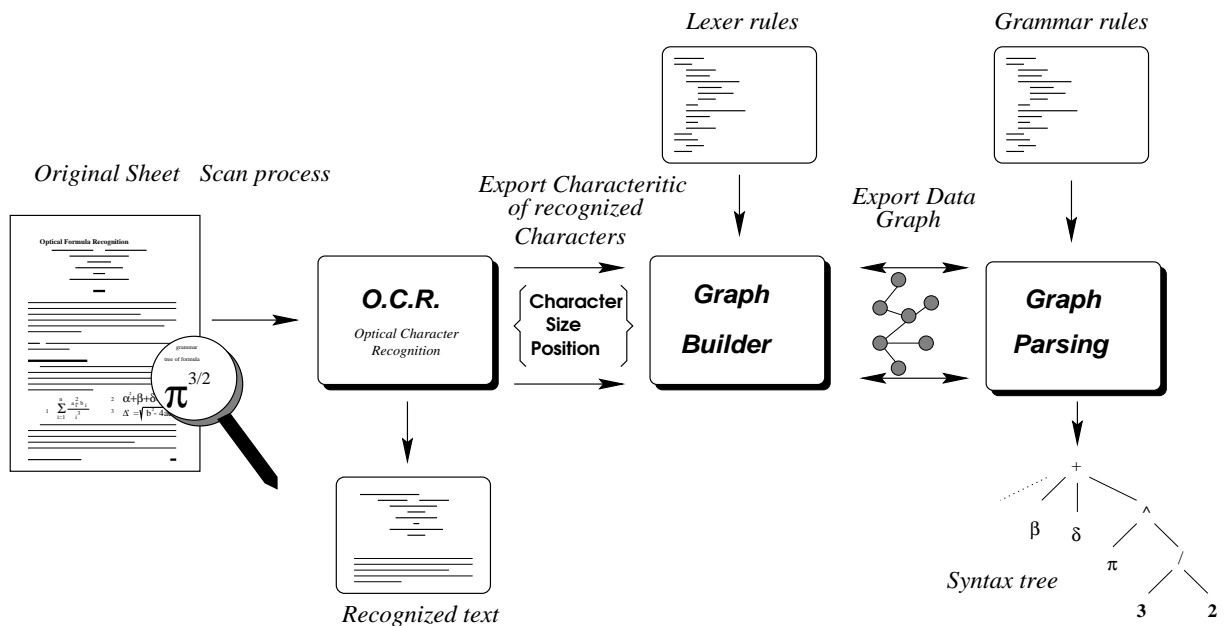 Lexer rules
Grammar rules
Original Sheet
Scan process
Export Characteritic
of recognized
Characters
Export Data
Graph
Optical Formula Recognition
grammar
tree of formula
π 3/2
O.C.R.
Optical Character
Recognition
Character
Size
Position
Graph
Builder
Graph
Parsing
Recognized text
+
β
δ
^
π
/
3
2
Syntax tree